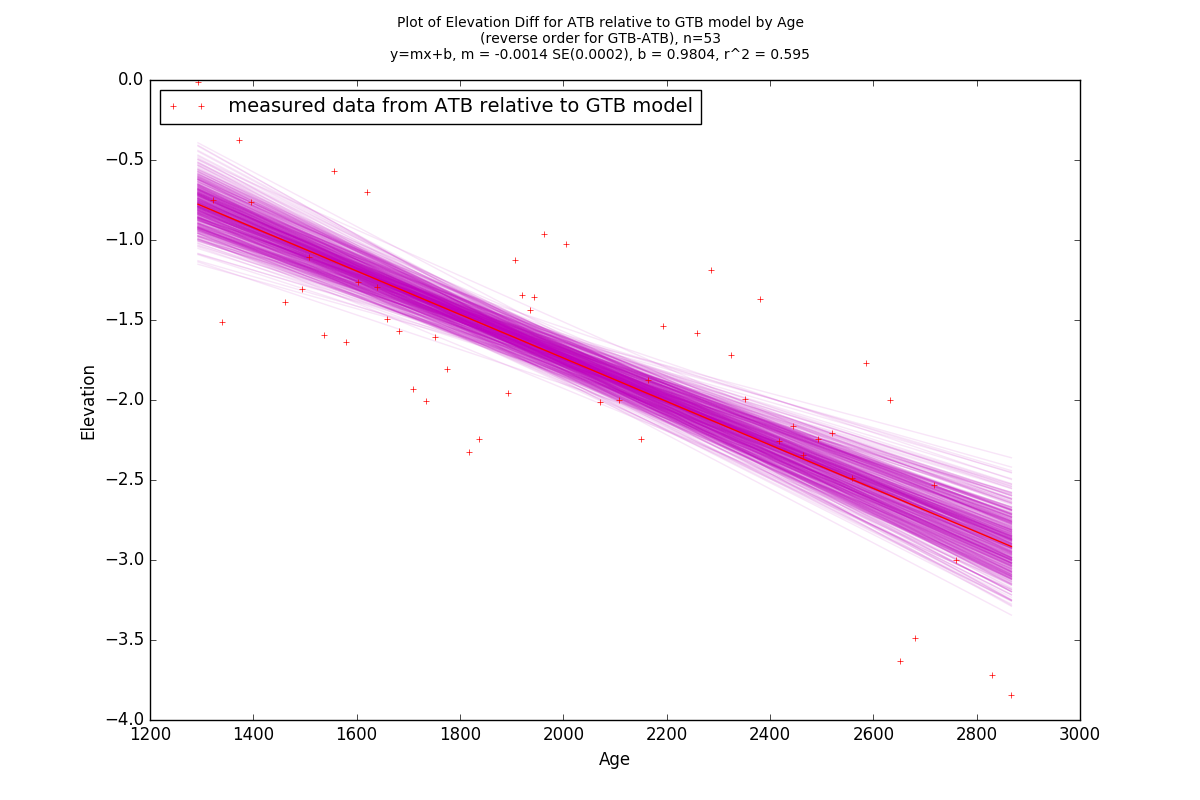 Plot of Elevation Diff for ATB relative to GTB model by Age
(reverse order for GTB-ATB), n=53
y=mx+b, m = -0.0014 SE(0.0002), b = 0.9804, r^2 = 0.595
measured data from ATB relative to GTB model
0.0
−0.5
−1.0
−1.5
−2.0
−2.5
−3.0
−3.5
−4.0
Elevation
1200 1400 1600 1800 2000 2200 2400 2600 2800 3000
Age